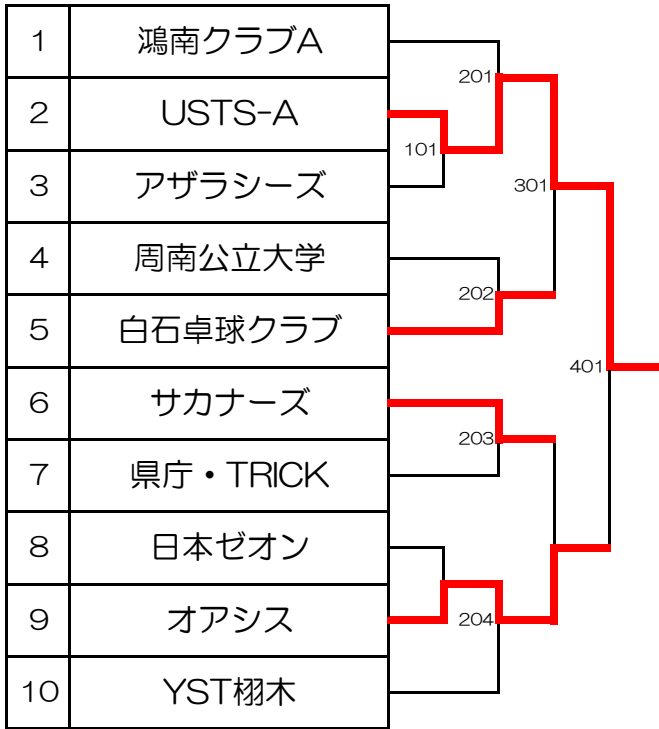 1 鴻南クラブA
2 USTS-A
3 アザラシーズ
4 周南公立大学
5 白石卓球クラブ
6 サカナーズ
7 県庁・TRICK
8 日本ゼオン
9 オアシス
10 YST栩木
201
101
301
202
401
203
204